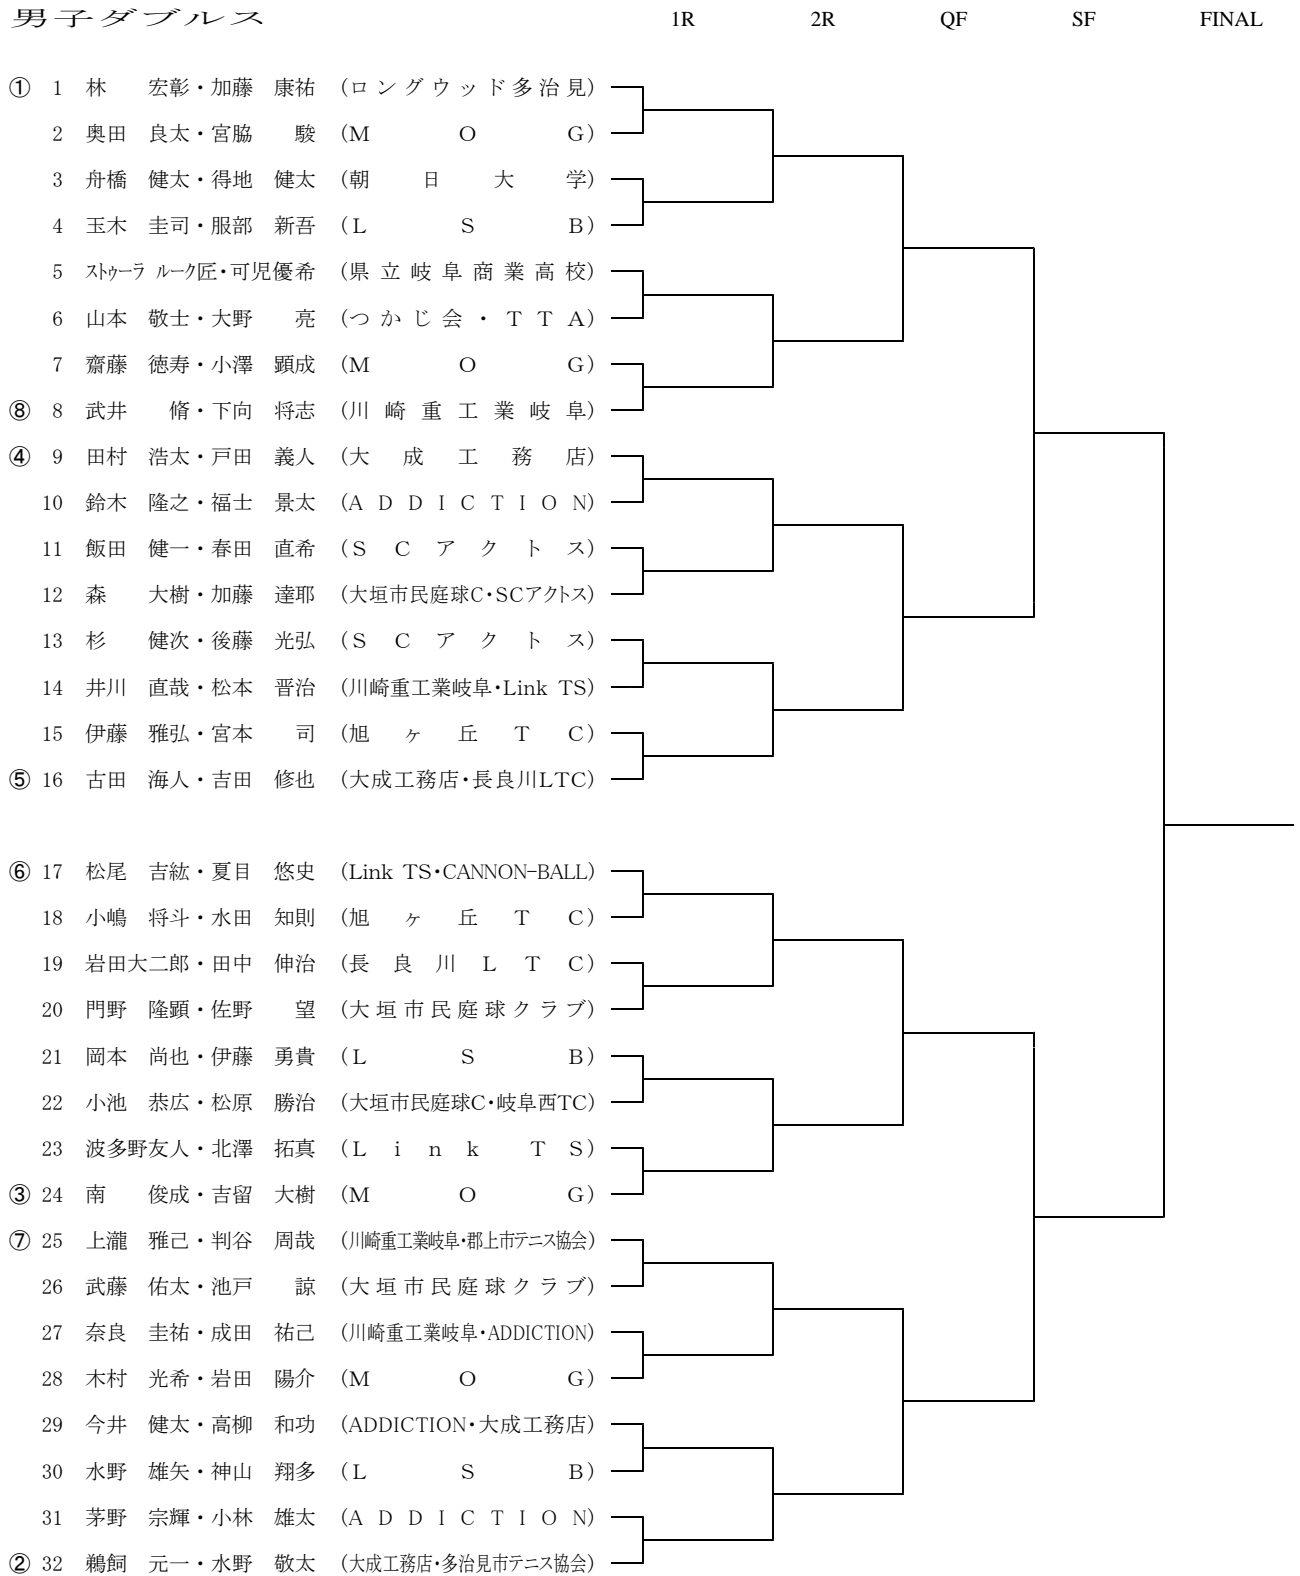 男子ダブルス 1R 2R QF SF FINAL
① 1 林 宏彰・加藤 康祐 (ロングウッド多治見)
2 奥田 良太・宮脇 駿 (MOG)
3 舟橋 健太・得地 健太 (朝日大学)
4 玉木 圭司・服部 新吾 (LSB)
5 ストゥーラ ルーク匠・可児優希 (県立岐阜商業高校)
6 山本 敬士・大野 亮 (つかじ会・TTA)
7 齋藤 徳寿・小澤 顕成 (MOG)
⑧ 8 武井 脩・下向 将志 (川崎重工業岐阜)
④ 9 田村 浩太・戸田 義人 (大成工務店)
10 鈴木 隆之・福士 景太 (ADDICTION)
11 飯田 健一・春田 直希 (SCアクトス)
12 森 大樹・加藤 達耶 (大垣市民庭球C・SCアクトス)
13 杉 健次・後藤 光弘 (SCアクトス)
14 井川 直哉・松本 晋治 (川崎重工業岐阜・Link TS)
15 伊藤 雅弘・宮本 司 (旭ヶ丘TC)
⑤ 16 古田 海人・吉田 修也 (大成工務店・長良川LTC)
⑥ 17 松尾 吉紘・夏目 悠史 (Link TS・CANNON-BALL)
18 小嶋 将斗・水田 知則 (旭ヶ丘TC)
19 岩田大二郎・田中 伸治 (長良川LTC)
20 門野 隆顕・佐野 望 (大垣市民庭球クラブ)
21 岡本 尚也・伊藤 勇貴 (LSB)
22 小池 恭広・松原 勝治 (大垣市民庭球C・岐阜西TC)
23 波多野友人・北澤 拓真 (Link TS)
③ 24 南 俊成・吉留 大樹 (MOG)
⑦ 25 上瀧 雅己・判谷 周哉 (川崎重工業岐阜・郡上市テニス協会)
26 武藤 佑太・池戸 諒 (大垣市民庭球クラブ)
27 奈良 圭祐・成田 祐己 (川崎重工業岐阜・ADDICTION)
28 木村 光希・岩田 陽介 (MOG)
29 今井 健太・高柳 和功 (ADDICTION・大成工務店)
30 水野 雄矢・神山 翔多 (LSB)
31 茅野 宗輝・小林 雄太 (ADDICTION)
② 32 鵜飼 元一・水野 敬太 (大成工務店・多治見市テニス協会)